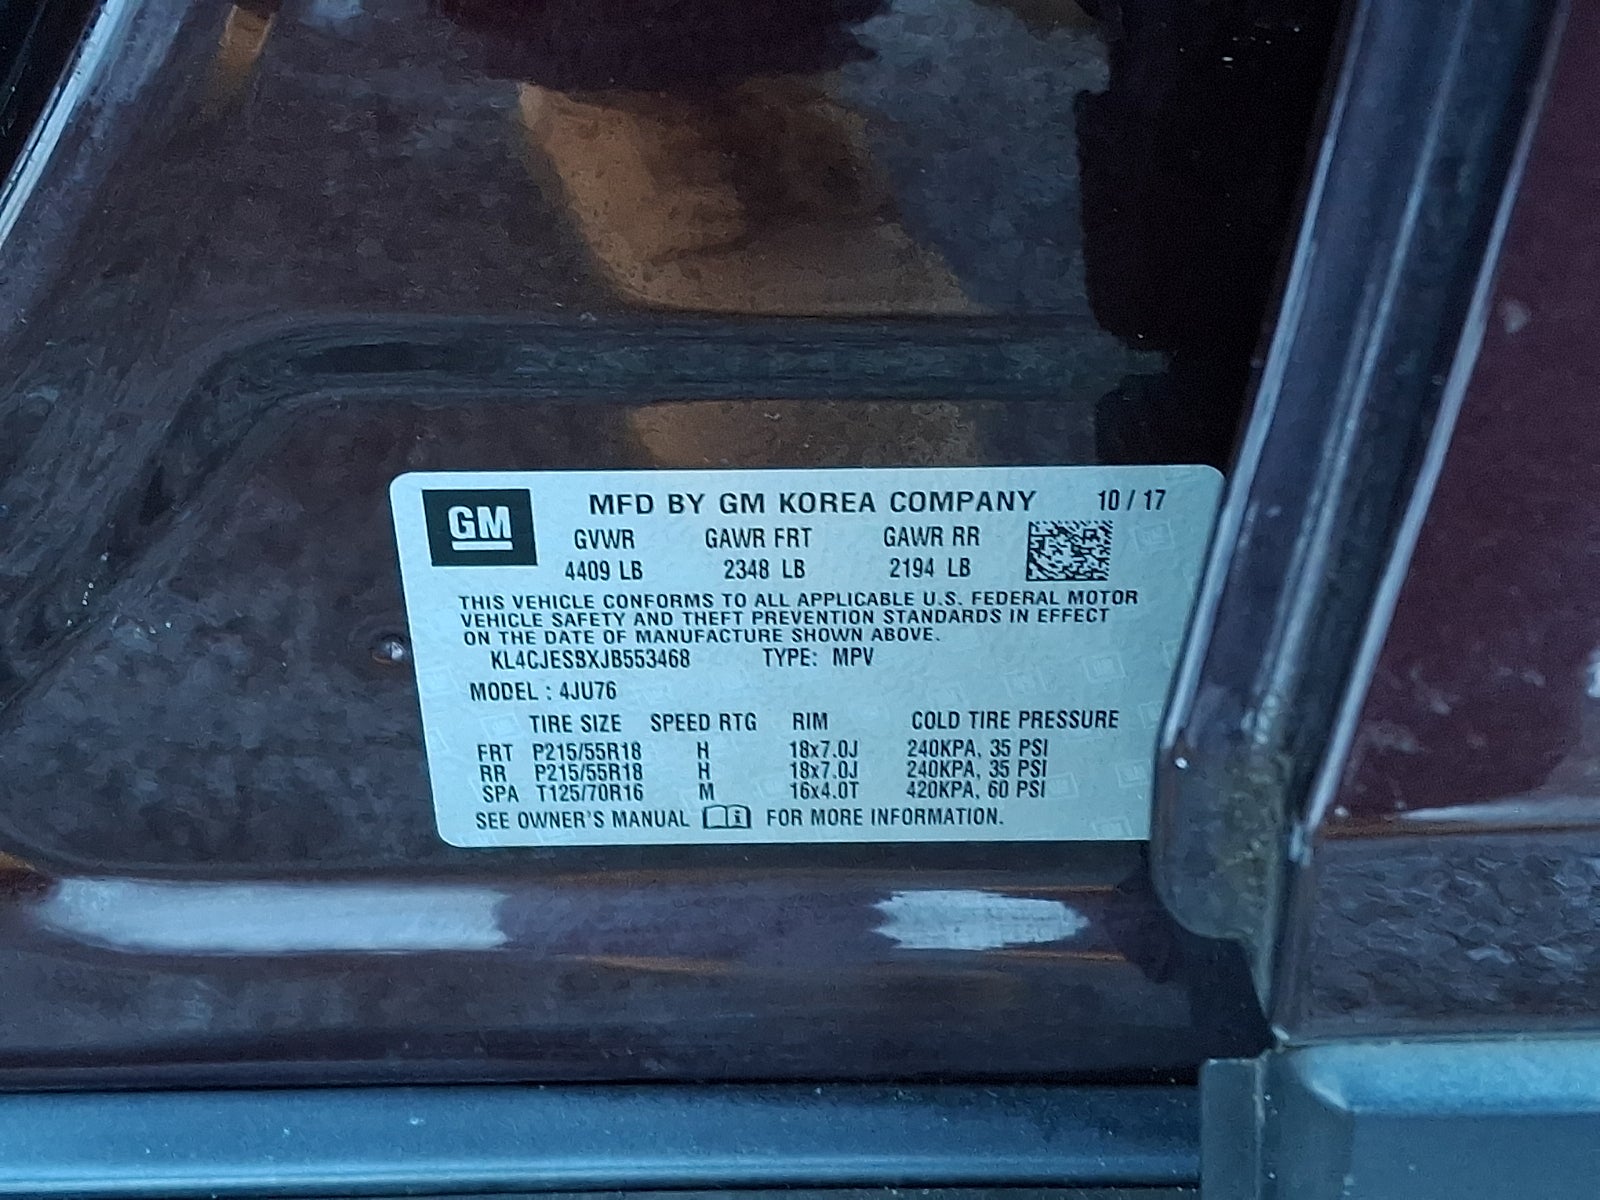 GM MFD BY GM KOREA COMPANY 10 / 17
GVWR GAWR FRT GAWR RR
4409 LB 2348 LB 2194 LB
THIS VEHICLE CONFORMS TO ALL APPLICABLE U.S. FEDERAL MOTOR
VEHICLE SAFETY AND THEFT PREVENTION STANDARDS IN EFFECT
ON THE DATE OF MANUFACTURE SHOWN ABOVE.
KL4CJESBXJB553468 TYPE: MPV
MODEL : 4JU76
TIRE SIZE SPEED RTG RIM COLD TIRE PRESSURE
FRT P215/55R18 H 18x7.0J 240KPA, 35 PSI
RR P215/55R18 H 18x7.0J 240KPA, 35 PSI
SPA T125/70R16 M 16x4.0T 420KPA, 60 PSI
SEE OWNER'S MANUAL i FOR MORE INFORMATION.